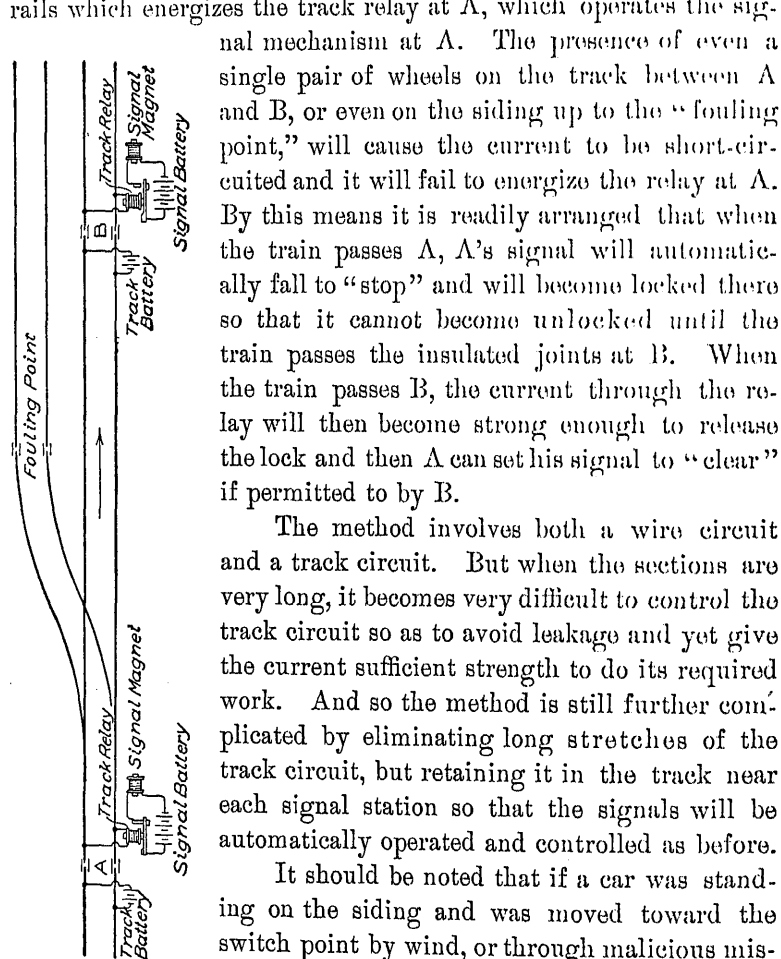 rails which energizes the track relay at A, which operates the sig-
nal mechanism at A. The presence of even a
single pair of wheels on the track between A
and B, or even on the siding up to the “fouling
point,” will cause the current to be short-cir-
cuited and it will fail to energize the relay at A.
By this means it is readily arranged that when
the train passes A, A's signal will automatic-
ally fall to “stop” and will become locked there
so that it cannot become unlocked until the
train passes the insulated joints at B. When
the train passes B, the current through the re-
lay will then become strong enough to release
the lock and then A can set his signal to “clear”
if permitted to by B.
The method involves both a wire circuit
and a track circuit. But when the sections are
very long, it becomes very difficult to control the
track circuit so as to avoid leakage and yet give
the current sufficient strength to do its required
work. And so the method is still further com-
plicated by eliminating long stretches of the
track circuit, but retaining it in the track near
each signal station so that the signals will be
automatically operated and controlled as before.
It should be noted that if a car was stand-
ing on the siding and was moved toward the
switch point by wind, or through malicious mis-
Fouling Point
Track Relay
Signal
Magnet
Signal Battery
B
Track
Battery
Track Relay
Signal Magnet
Signal Battery
A
Track
Battery